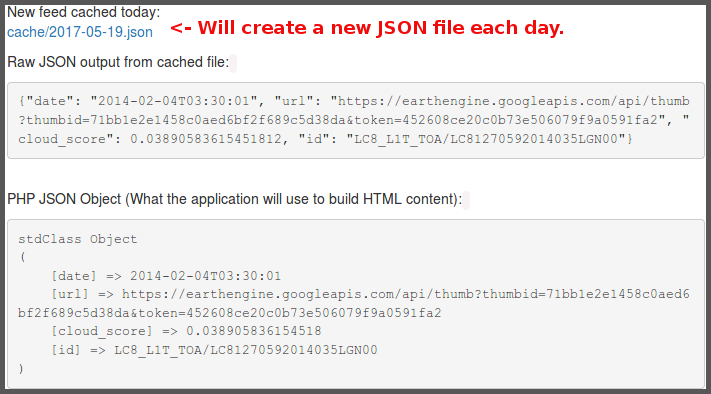 New feed cached today:
cache/2017-05-19.json <- Will create a new JSON file each day.
Raw JSON output from cached file:
{"date": "2014-02-04T03:30:01", "url": "https://earthengine.googleapis.com/api/thumb
?thumbid=71bb1e2e1458c0aed6bf2f689c5d38da&token=452608ce20c0b73e506079f9a0591fa2", "
cloud_score": 0.03890583615451812, "id": "LC8_L1T_TOA/LC81270592014035LGN00"}
PHP JSON Object (What the application will use to build HTML content):
stdClass Object
(
    [date] => 2014-02-04T03:30:01
    [url] => https://earthengine.googleapis.com/api/thumb?thumbid=71bb1e2e1458c0aed6
bf2f689c5d38da&token=452608ce20c0b73e506079f9a0591fa2
    [cloud_score] => 0.038905836154518
    [id] => LC8_L1T_TOA/LC81270592014035LGN00
)